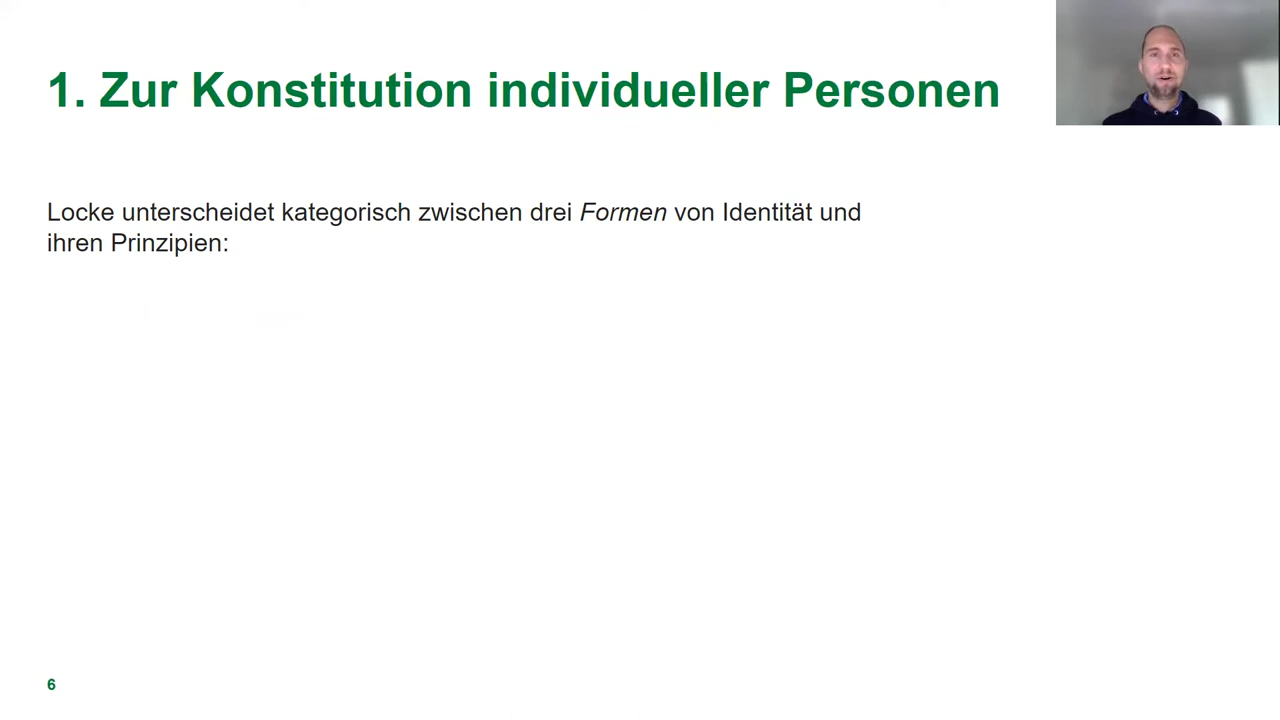 1. Zur Konstitution individueller Personen
Locke unterscheidet kategorisch zwischen drei Formen von Identität und
ihren Prinzipien:
6